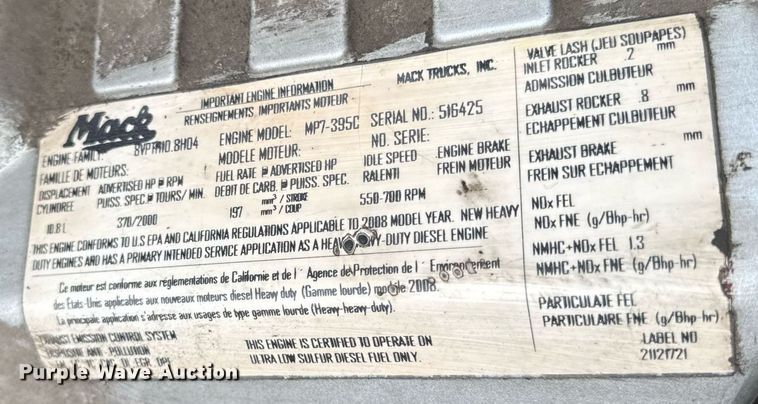 Mack
IMPORTANT ENGINE INFORMATION
RENSEIGNEMENTS IMPORTANTS MOTEUR
MACK TRUCKS, INC.
ENGINE FAMILY:
FAMILLE DE MOTEURS:
ENGINE MODEL: MP7-395C
MODELE MOTEUR:
SERIAL NO.: 516425
NO. SERIE:
DISPLACEMENT
CYLINDREE
10.8 L
ADVERTISED HP @ RPM
PUISS. SPEC. @ TOURS/ MIN.
370/2000
FUEL RATE @ ADVERTISED HP
DEBIT DE CARB. @ PUISS. SPEC.
197 mm³ / STROKE
mm³ / COUP
IDLE SPEED
RALENTI
550-700 RPM
ENGINE BRAKE
FREIN MOTEUR
THIS ENGINE CONFORMS TO U.S EPA AND CALIFORNIA REGULATIONS APPLICABLE TO 2008 MODEL YEAR. NEW HEAVY
DUTY ENGINES AND HAS A PRIMARY INTENDED SERVICE APPLICATION AS A HEAVY-DUTY DIESEL ENGINE
Ce moteur est conforme aux réglementations de Californie et de l' Agence de Protection de l' Environnement
des Etats-Unis applicables aux nouveaux moteurs diesel Heavy duty (Gamme lourde) modele 2008.
La principale application s'adresse aux usages de type gamme lourde (Heavy-heavy-duty).
EXHAUST EMISSION CONTROL SYSTEM
THIS ENGINE IS CERTIFIED TO OPERATE ON
ULTRA LOW SULFUR DIESEL FUEL ONLY.
VALVE LASH (JEU SOUPAPES)
INLET ROCKER .2 mm
ADMISSION CULBUTEUR
EXHAUST ROCKER .8 mm
ECHAPPEMENT CULBUTEUR
EXHAUST BRAKE mm
FREIN SUR ECHAPPEMENT
NOx FEL
NOx FNE (g/Bhp-hr)
NMHC+NOx FEL 1.3
NMHC+NOx FNE (g/Bhp-hr)
PARTICULATE FEL
PARTICULAIRE FNE (g/Bhp-hr)
LABEL NO
21121721
Purple Wave Auction